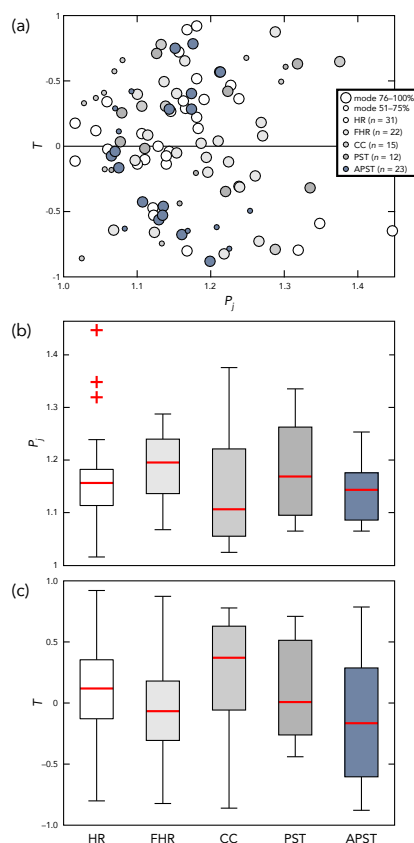 (a)
1
0.5
T
0
-0.5
-1
mode 76–100%
mode 51–75%
HR (n = 31)
FHR (n = 22)
CC (n = 15)
PST (n = 12)
APST (n = 23)
1.0
1.1
1.2
1.3
1.4
Pj
(b)
1.4
1.3
Pj
1.2
1.1
1
(c)
1.0
0.5
T
0
-0.5
−1.0
HR
FHR
CC
PST
APST